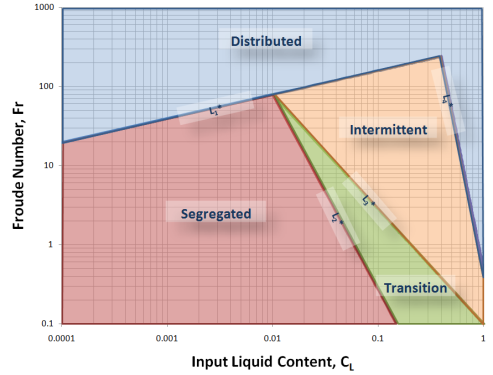 1000
Distributed
100
L₁
L₄
Intermittent
Froude Number, Fr
10
Segregated
L₂
L₃
1
Transition
0.1
0.0001
0.001
0.01
0.1
1
Input Liquid Content, C_L